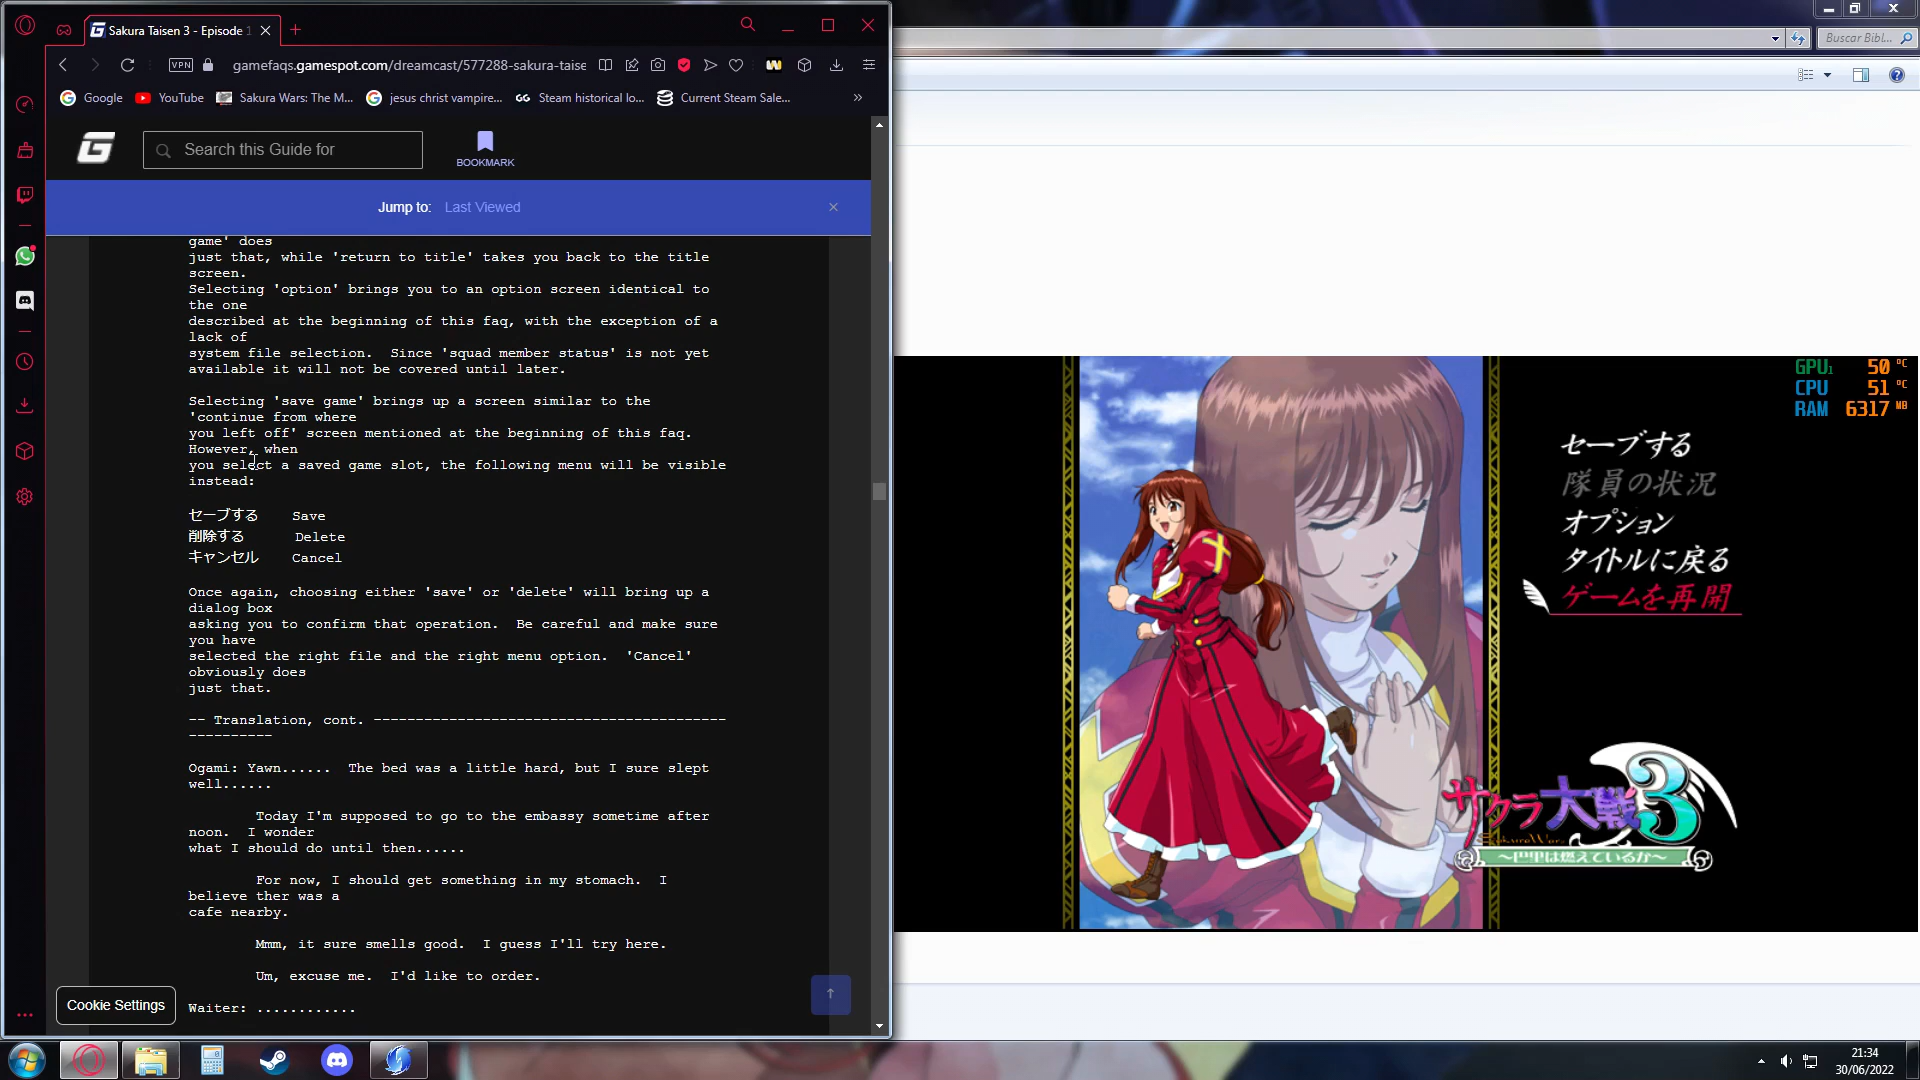 Sakura Taisen 3 - Episode 1
VPN
gamefaqs.gamespot.com/dreamcast/577288-sakura-taise
Google
YouTube
Sakura Wars: The M...
jesus christ vampire...
Steam historical lo...
Current Steam Sale...
Search this Guide for
BOOKMARK
Jump to: Last Viewed
game' does
just that, while 'return to title' takes you back to the title
screen.
Selecting 'option' brings you to an option screen identical to
the one
described at the beginning of this faq, with the exception of a
lack of
system file selection. Since 'squad member status' is not yet
available it will not be covered until later.
Selecting 'save game' brings up a screen similar to the
'continue from where
you left off' screen mentioned at the beginning of this faq.
However, when
you select a saved game slot, the following menu will be visible
instead:
セーブする Save
削除する Delete
キャンセル Cancel
Once again, choosing either 'save' or 'delete' will bring up a
dialog box
asking you to confirm that operation. Be careful and make sure
you have
selected the right file and the right menu option. 'Cancel'
obviously does
just that.
-- Translation, cont. ------------------------------------------
----------
Ogami: Yawn...... The bed was a little hard, but I sure slept
well......
Today I'm supposed to go to the embassy sometime after
noon. I wonder
what I should do until then......
For now, I should get something in my stomach. I
believe ther was a
cafe nearby.
Mmm, it sure smells good. I guess I'll try here.
Um, excuse me. I'd like to order.
Waiter: ............
Cookie Settings
Buscar Bibl...
GPU1 50 °C
CPU 51 °C
RAM 6317 MB
セーブする
隊員の状況
オプション
タイトルに戻る
ゲームを再開
サクラ大戦3
Sakura Wars
～巴里は燃えているか～
21:34
30/06/2022